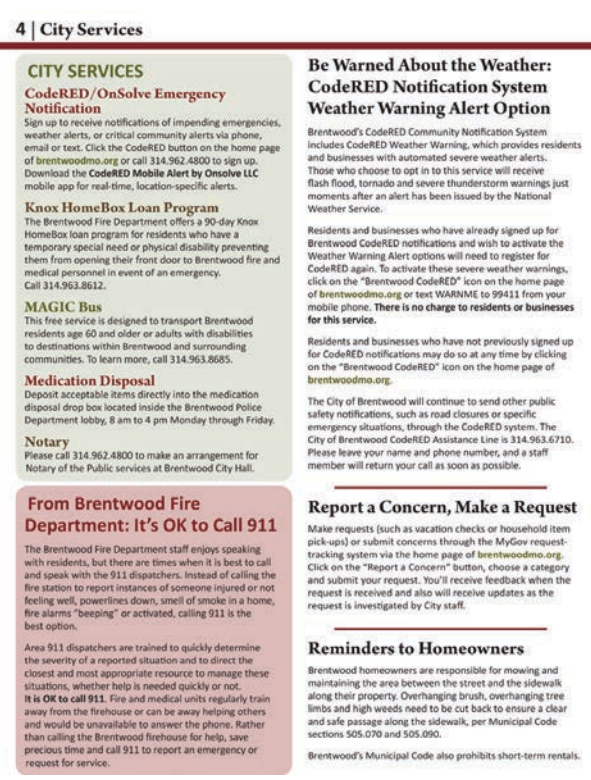 4 | City Services
CITY SERVICES
CodeRED/OnSolve Emergency
Notification
Sign up to receive notifications of impending emergencies,
weather alerts, or critical community alerts via phone,
email or text. Click the CodeRED button on the home page
of brentwoodmo.org or call 314.962.4800 to sign up.
Download the CodeRED Mobile Alert by Onsolve LLC
mobile app for real-time, location-specific alerts.
Knox HomeBox Loan Program
The Brentwood Fire Department offers a 90-day Knox
HomeBox loan program for residents who have a
temporary special need or physical disability preventing
them from opening their front door to Brentwood fire and
medical personnel in event of an emergency.
Call 314.963.8612.
MAGIC Bus
This free service is designed to transport Brentwood
residents age 60 and older or adults with disabilities
to destinations within Brentwood and surrounding
communities. To learn more, call 314.963.8685.
Medication Disposal
Deposit acceptable items directly into the medication
disposal drop box located inside the Brentwood Police
Department lobby, 8 am to 4 pm Monday through Friday.
Notary
Please call 314.962.4800 to make an arrangement for
Notary of the Public services at Brentwood City Hall.
From Brentwood Fire
Department: It's OK to Call 911
The Brentwood Fire Department staff enjoys speaking
with residents, but there are times when it is best to call
and speak with the 911 dispatchers. Instead of calling the
fire station to report instances of someone injured or not
feeling well, powerlines down, smell of smoke in a home,
fire alarms "beeping" or activated, calling 911 is the
best option.
Area 911 dispatchers are trained to quickly determine
the severity of a reported situation and to direct the
closest and most appropriate resource to manage these
situations, whether help is needed quickly or not.
It is OK to call 911. Fire and medical units regularly train
away from the firehouse or can be away helping others
and would be unavailable to answer the phone. Rather
than calling the Brentwood firehouse for help, save
precious time and call 911 to report an emergency or
request for service.
Be Warned About the Weather:
CodeRED Notification System
Weather Warning Alert Option
Brentwood's CodeRED Community Notification System
includes CodeRED Weather Warning, which provides residents
and businesses with automated severe weather alerts.
Those who choose to opt in to this service will receive
flash flood, tornado and severe thunderstorm warnings just
moments after an alert has been issued by the National
Weather Service.
Residents and businesses who have already signed up for
Brentwood CodeRED notifications and wish to activate the
Weather Warning Alert options will need to register for
CodeRED again. To activate these severe weather warnings,
click on the "Brentwood CodeRED" icon on the home page
of brentwoodmo.org or text WARNME to 99411 from your
mobile phone. There is no charge to residents or businesses
for this service.
Residents and businesses who have not previously signed up
for CodeRED notifications may do so at any time by clicking
on the "Brentwood CodeRED" icon on the home page of
brentwoodmo.org.
The City of Brentwood will continue to send other public
safety notifications, such as road closures or specific
emergency situations, through the CodeRED system. The
City of Brentwood CodeRED Assistance Line is 314.963.6710.
Please leave your name and phone number, and a staff
member will return your call as soon as possible.
Report a Concern, Make a Request
Make requests (such as vacation checks or household item
pick-ups) or submit concerns through the MyGov request-
tracking system via the home page of brentwoodmo.org.
Click on the "Report a Concern" button, choose a category
and submit your request. You'll receive feedback when the
request is received and also will receive updates as the
request is investigated by City staff.
Reminders to Homeowners
Brentwood homeowners are responsible for mowing and
maintaining the area between the street and the sidewalk
along their property. Overhanging brush, overhanging tree
limbs and high weeds need to be cut back to ensure a clear
and safe passage along the sidewalk, per Municipal Code
sections 505.070 and 505.090.
Brentwood's Municipal Code also prohibits short-term rentals.